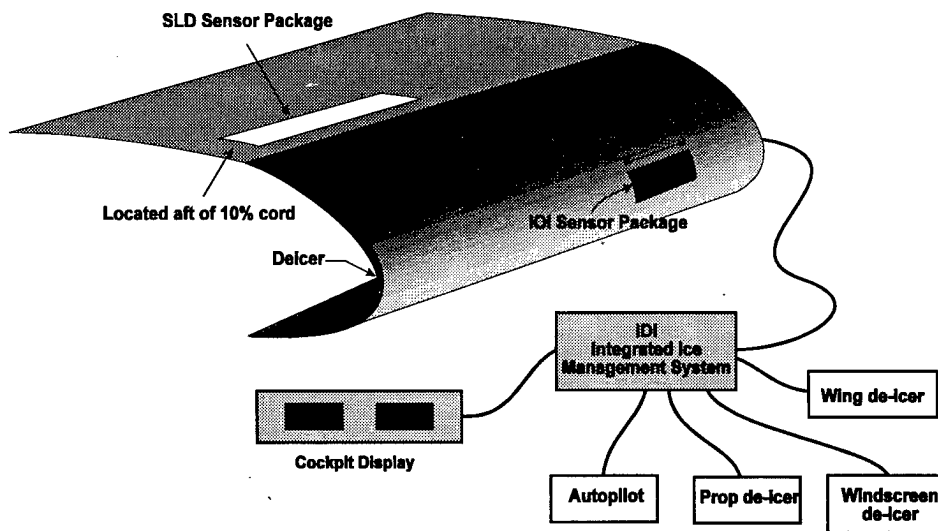 SLD Sensor
Package
Located aft of 10% cord
IDI Sensor Package
Deicer
IDI
Integrated Ice
Management System
Wing de-icer
Cockpit Display
Autopilot
Prop de-icer
Windscreen
de-icer